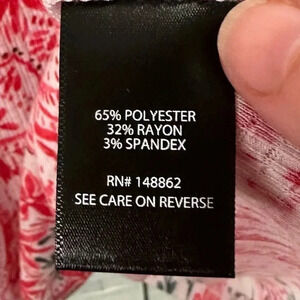 65% POLYESTER
32% RAYON
3% SPANDEX
RN# 148862
SEE CARE ON REVERSE